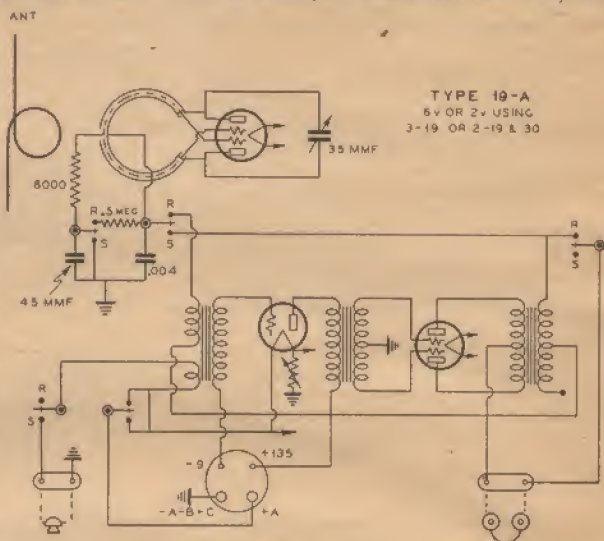 ANT
TYPE 19-A
6V OR 2V USING
3-19 OR 2-19 & 30
35 MMF
8000
R .5 MEG
R
R
S
S
S
.004
45 MMF
R
S
-9
+135
-A-B+C
+A